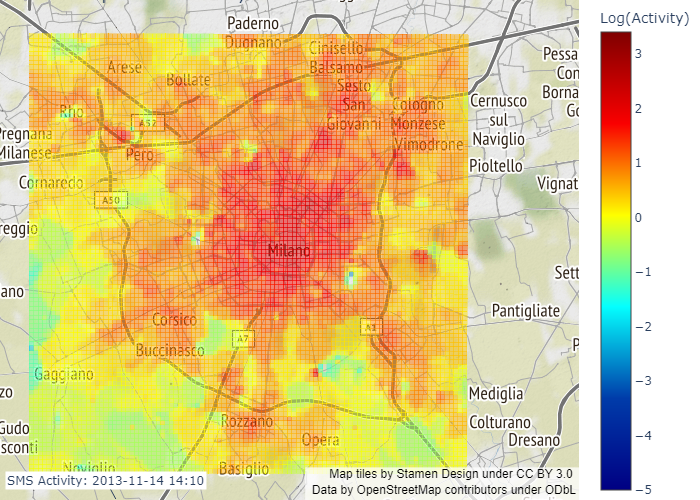 Log(Activity)
Paderno
Dugnano
Cinisello
Balsamo
Arese
Bollate
Sesto
San
Giovanni
Cologno
Monzese
Vimodrone
Pessa
Con
Borna
Go
Cernusco
sul
Naviglio
Rho
A52
Pregnana
Milanese
Pero
Pioltello
Cornaredo
Vignat
A50
reggio
Milano
Sett
ano
Pantigliate
Corsico
A7
A1
Buccinasco
P
Gaggiano
zo
Mediglia
Rozzano
Colturano
Gudo
Opera
Dresano
sconti
Noviglio
Basiglio
SMS Activity: 2013-11-14 14:10
Map tiles by Stamen Design under CC BY 3.0
Data by OpenStreetMap contributors under ODbL
3
2
1
0
−1
−2
−3
−4
−5